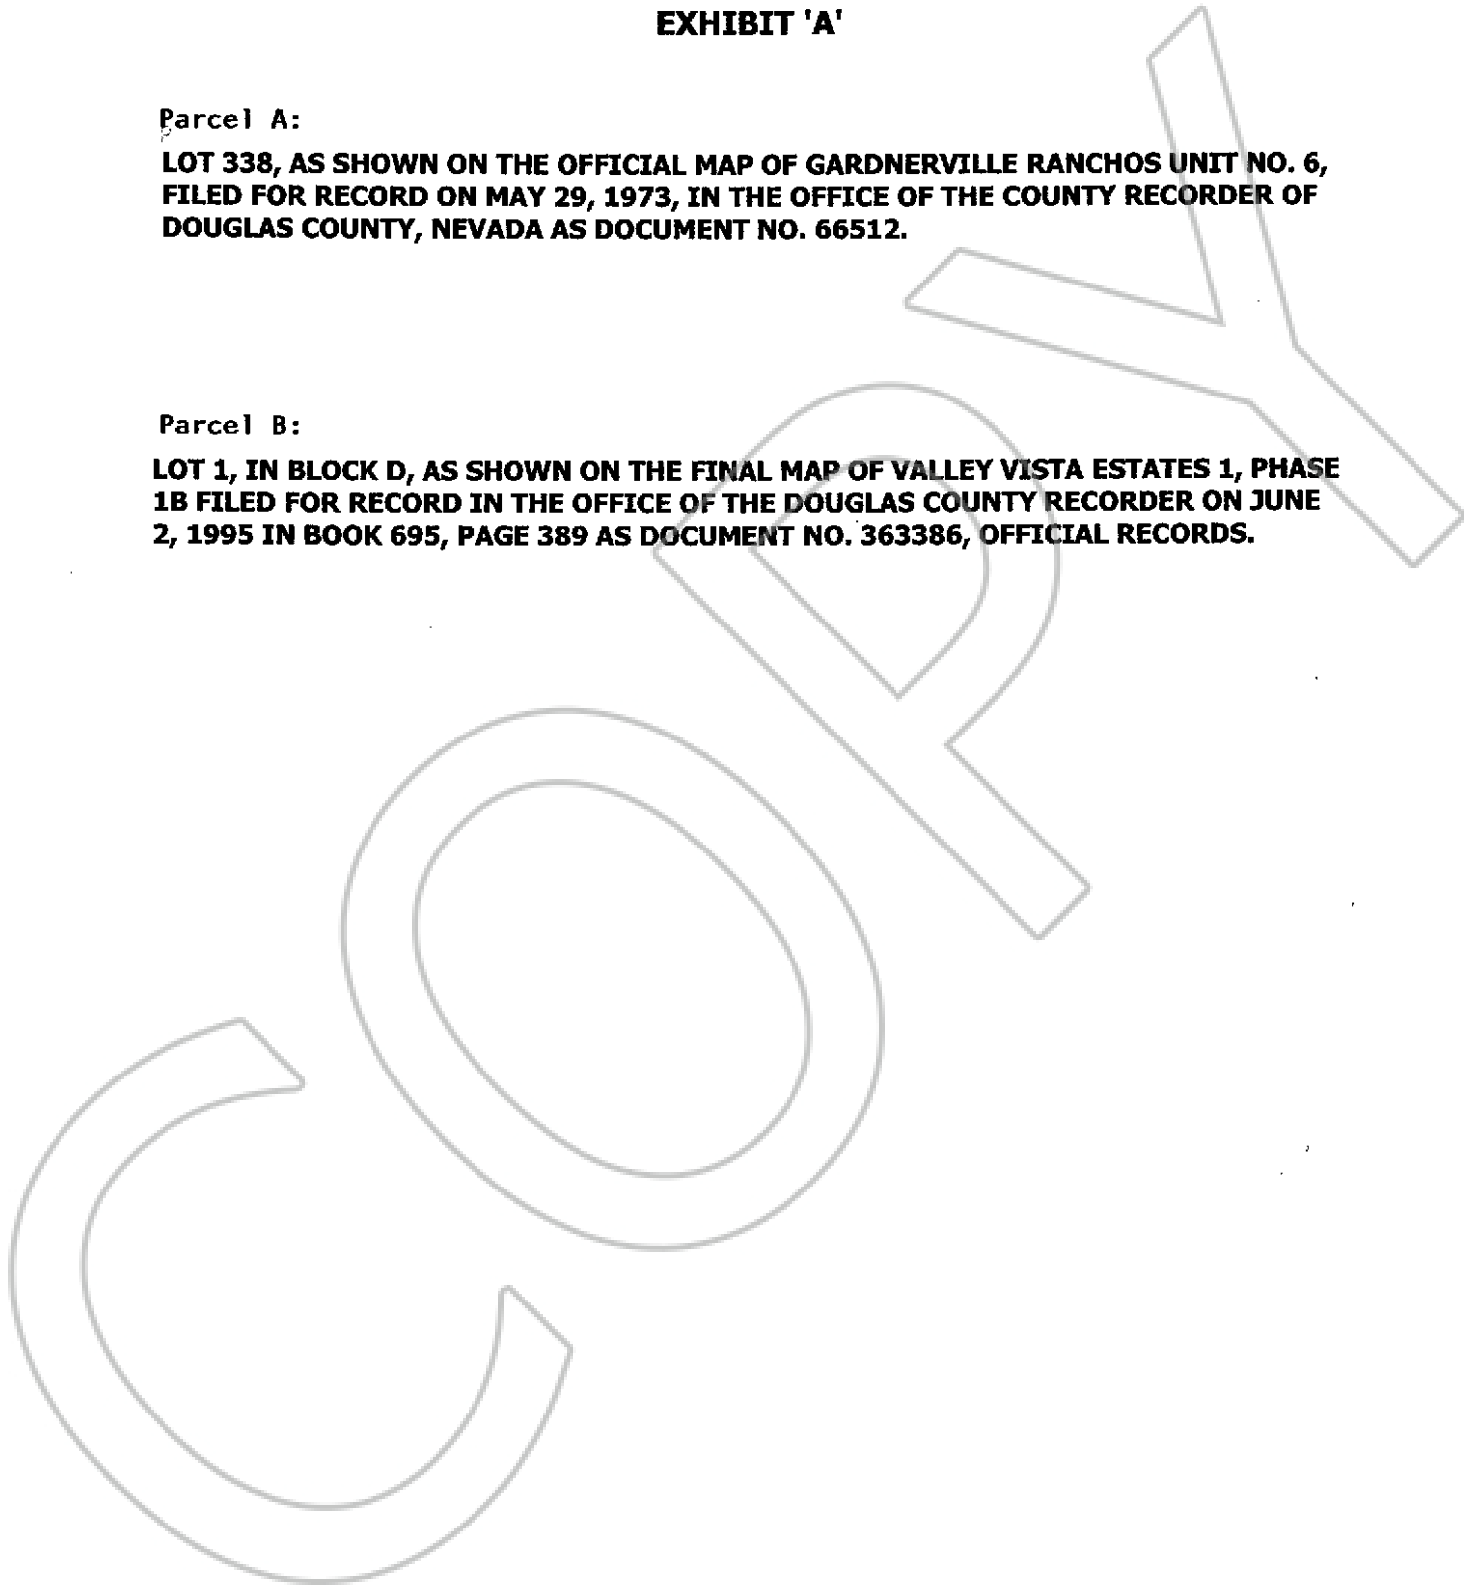 EXHIBIT 'A'
Parcel A:
LOT 338, AS SHOWN ON THE OFFICIAL MAP OF GARDNERVILLE RANCHOS UNIT NO. 6,
FILED FOR RECORD ON MAY 29, 1973, IN THE OFFICE OF THE COUNTY RECORDER OF
DOUGLAS COUNTY, NEVADA AS DOCUMENT NO. 66512.
Parcel B:
LOT 1, IN BLOCK D, AS SHOWN ON THE FINAL MAP OF VALLEY VISTA ESTATES 1, PHASE
1B FILED FOR RECORD IN THE OFFICE OF THE DOUGLAS COUNTY RECORDER ON JUNE
2, 1995 IN BOOK 695, PAGE 389 AS DOCUMENT NO. 363386, OFFICIAL RECORDS.
COPY